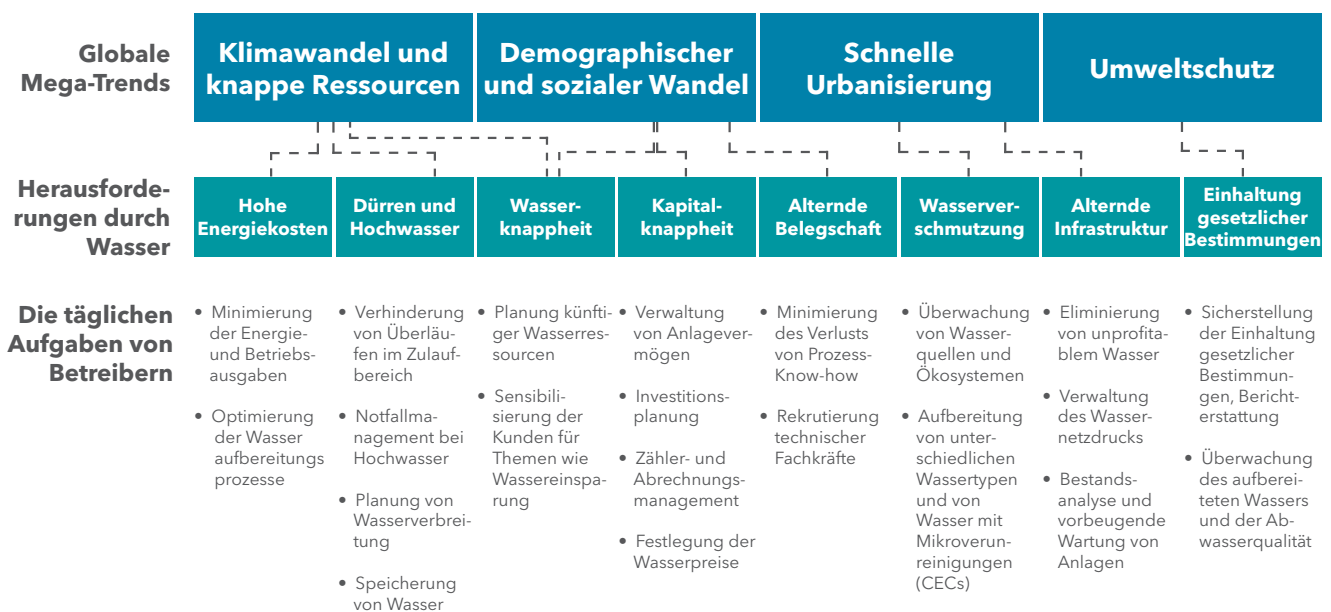 Globale
Mega-Trends
Klimawandel und
knappe Ressourcen
Demographischer
und sozialer Wandel
Schnelle
Urbanisierung
Umweltschutz
Herausforde-
rungen durch
Wasser
Hohe
Energiekosten
Dürren und
Hochwasser
Wasser-
knappheit
Kapital-
knappheit
Alternde
Belegschaft
Wasserver-
schmutzung
Alternde
Infrastruktur
Einhaltung
gesetzlicher
Bestimmungen
Die täglichen
Aufgaben von
Betreibern
• Minimierung
der Energie-
und Betriebs-
ausgaben
• Optimierung
der Wasser
aufbereitungs
prozesse
• Verhinderung
von Überläu-
fen im Zulauf-
bereich
• Notfallma-
nagement bei
Hochwasser
• Planung von
Wasserverbrei-
tung
• Speicherung
von Wasser
• Planung künfti-
ger Wasserres-
sourcen
• Sensibili-
sierung der
Kunden für
Themen wie
Wassereinspa-
rung
• Verwaltung
von Anlagever-
mögen
• Investitions-
planung
• Zähler- und
Abrechnungs-
management
• Festlegung der
Wasserpreise
• Minimierung
des Verlusts
von Prozess-
Know-how
• Rekrutierung
technischer
Fachkräfte
• Überwachung
von Wasser-
quellen und
Ökosystemen
• Aufbereitung
von unter-
schiedlichen
Wassertypen
und von
Wasser mit
Mikroverun-
reinigungen
(CECs)
• Eliminierung
von unprofita-
blem Wasser
• Verwaltung
des Wasser-
netzdrucks
• Bestands-
analyse und
vorbeugende
Wartung von
Anlagen
• Sicherstellung
der Einhaltung
gesetzlicher
Bestimmun-
gen, Bericht-
erstattung
• Überwachung
des aufberei-
teten Wassers
und der Ab-
wasserqualität